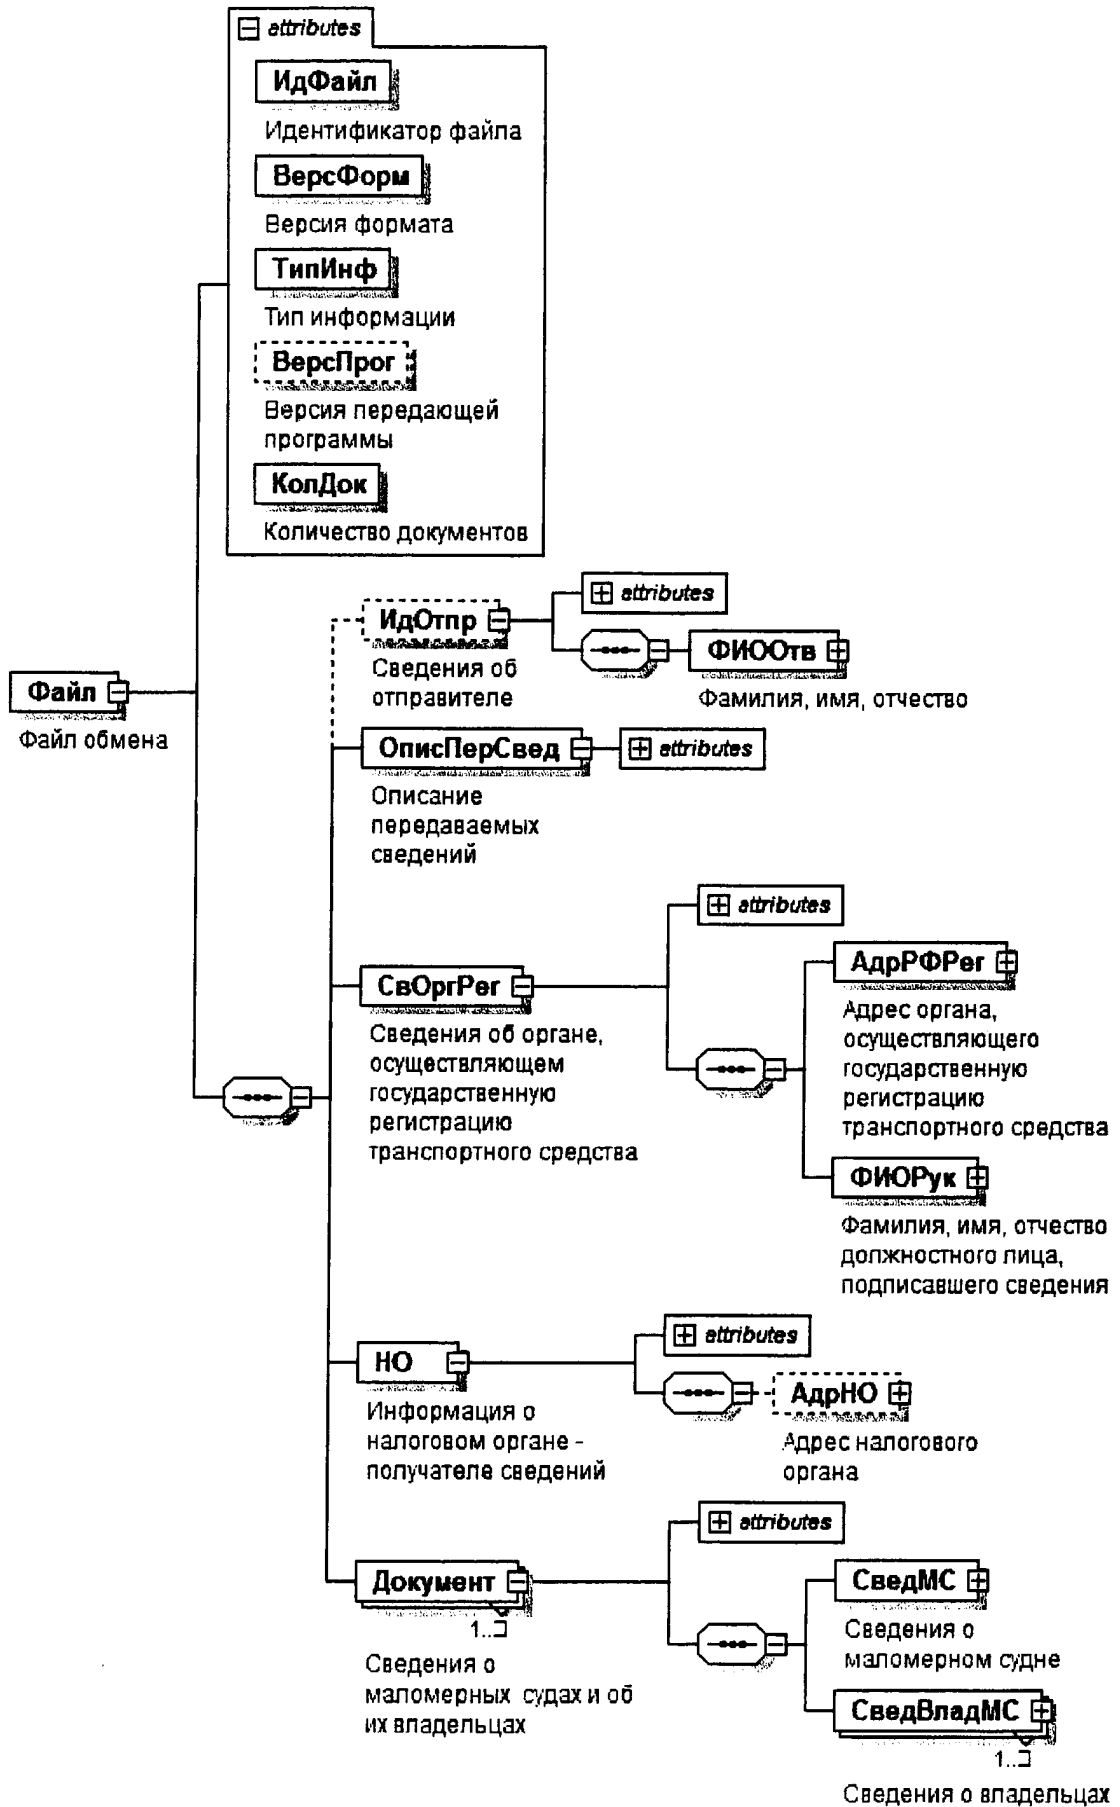 attributes
ИдФайл
Идентификатор файла
ВерсФорм
Версия формата
ТипИнф
Тип информации
ВерсПрог
Версия передающей
программы
КолДок
Количество документов
Файл
Файл обмена
ИдОтпр
Сведения об
отправителе
attributes
ФИООтв
Фамилия, имя, отчество
ОписПерСвед
attributes
Описание
передаваемых
сведений
СвОргРег
Сведения об органе,
осуществляющем
государственную
регистрацию
транспортного средства
attributes
АдрРФРег
Адрес органа,
осуществляющего
государственную
регистрацию
транспортного средства
ФИОРук
Фамилия, имя, отчество
должностного лица,
подписавшего сведения
НО
Информация о
налоговом органе -
получателе сведений
attributes
АдрНО
Адрес налогового
органа
Документ
1..
Сведения о
маломерных судах и об
их владельцах
attributes
СведМС
Сведения о
маломерном судне
СведВладМС
1..
Сведения о владельцах